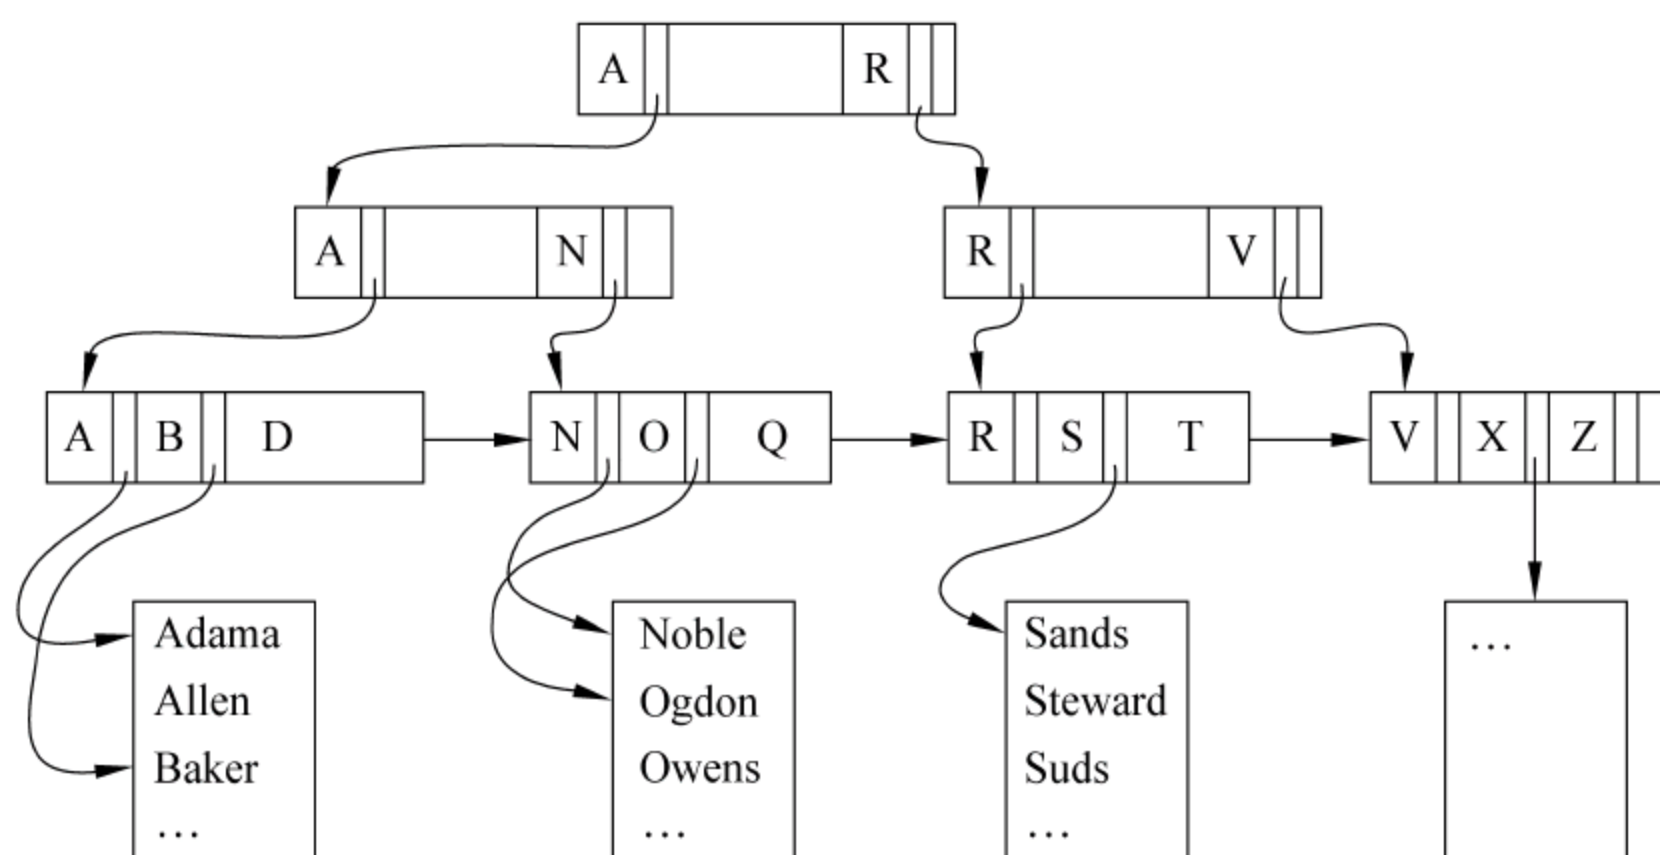 A R
A N R V
A B D N O Q R S T V X Z
Adama
Allen
Baker
…
Noble
Ogdon
Owens
…
Sands
Steward
Suds
…
…